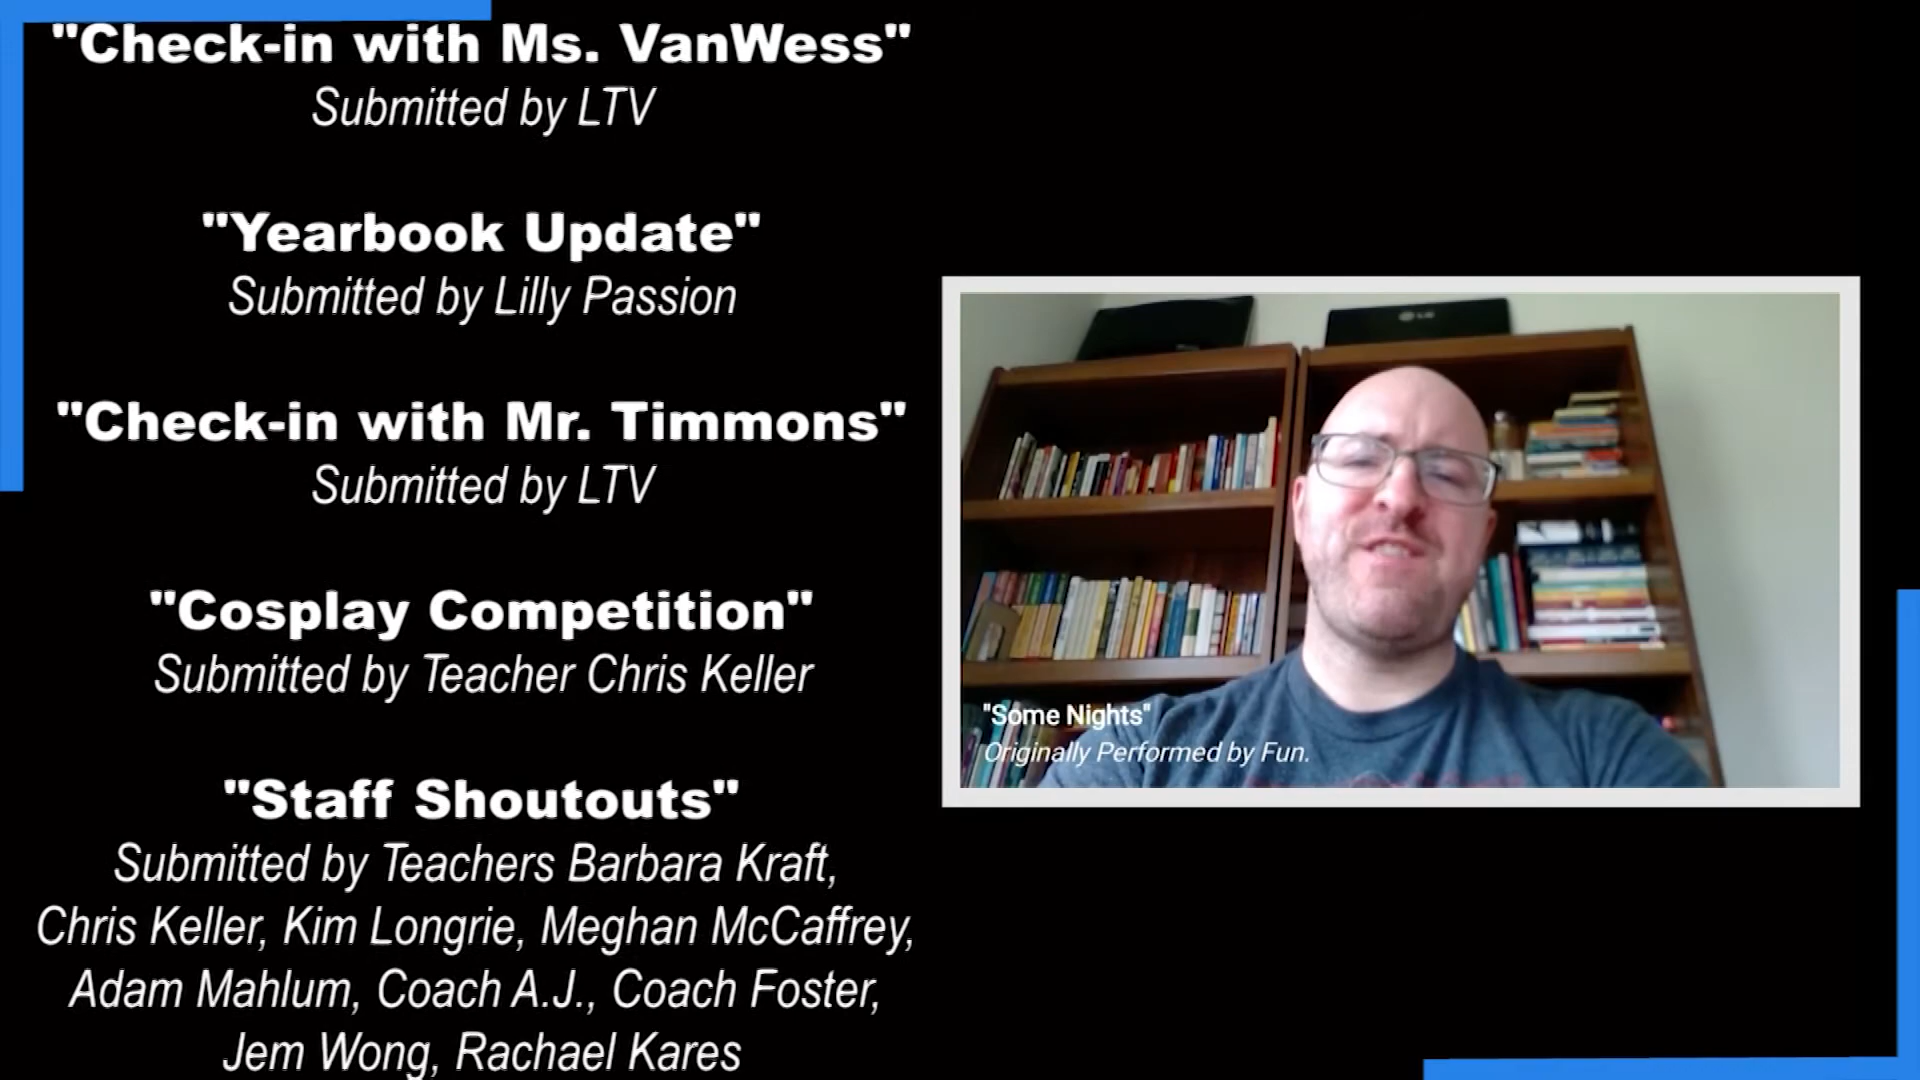 "Check-in with Ms. VanWess"
Submitted by LTV
"Yearbook Update"
Submitted by Lilly Passion
"Check-in with Mr. Timmons"
Submitted by LTV
"Cosplay Competition"
Submitted by Teacher Chris Keller
"Staff Shoutouts"
Submitted by Teachers Barbara Kraft,
Chris Keller, Kim Longrie, Meghan McCaffrey,
Adam Mahlum, Coach A.J., Coach Foster,
Jem Wong, Rachael Kares
LG
"Some Nights"
Originally Performed by Fun.